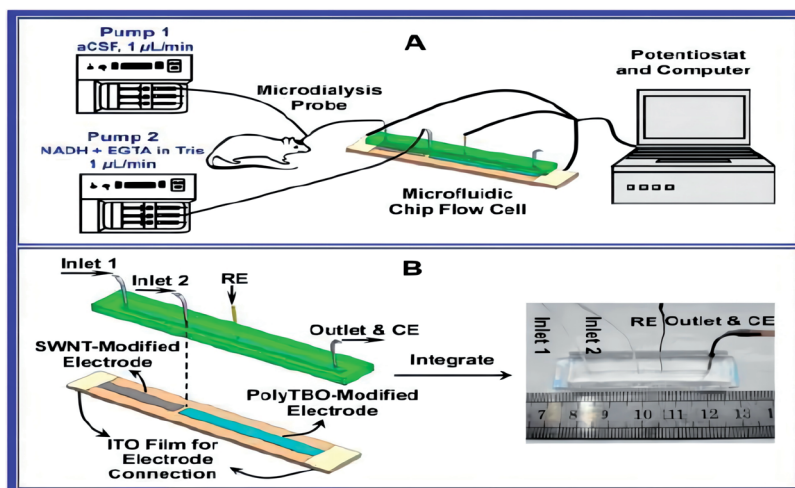 Pump 1
aCSF, 1 µL/min
A
Potentiostat
and Computer
Microdialysis
Probe
Pump 2
NADH + EGTA in Tris
1 µL/min
Microfluidic
Chip Flow Cell
B
Inlet 1
Inlet 2
RE
Outlet & CE
SWNT-Modified
Electrode
Integrate
PolyTBO-Modified
Electrode
ITO Film for
Electrode
Connection
Inlet 1
Inlet 2
RE Outlet & CE
7 8 9 10 11 12 13